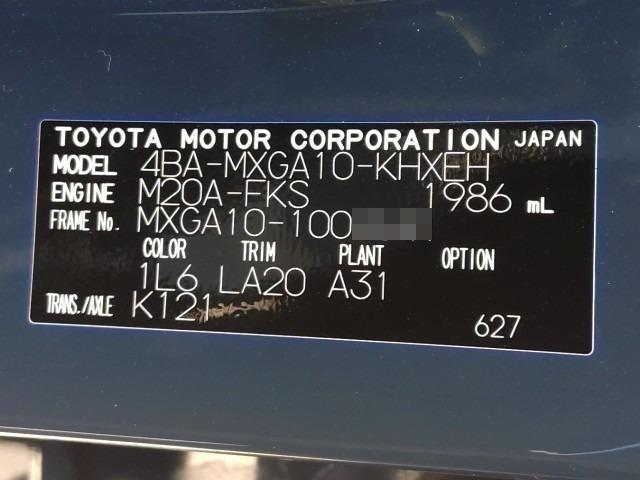 TOYOTA MOTOR CORPORATION JAPAN
MODEL 4BA-MXGA10-KHXEH
ENGINE M20A-FKS 1986 mL
FRAME No. MXGA10-100
COLOR TRIM PLANT OPTION
1L6 LA20 A31
TRANS./AXLE K121
627